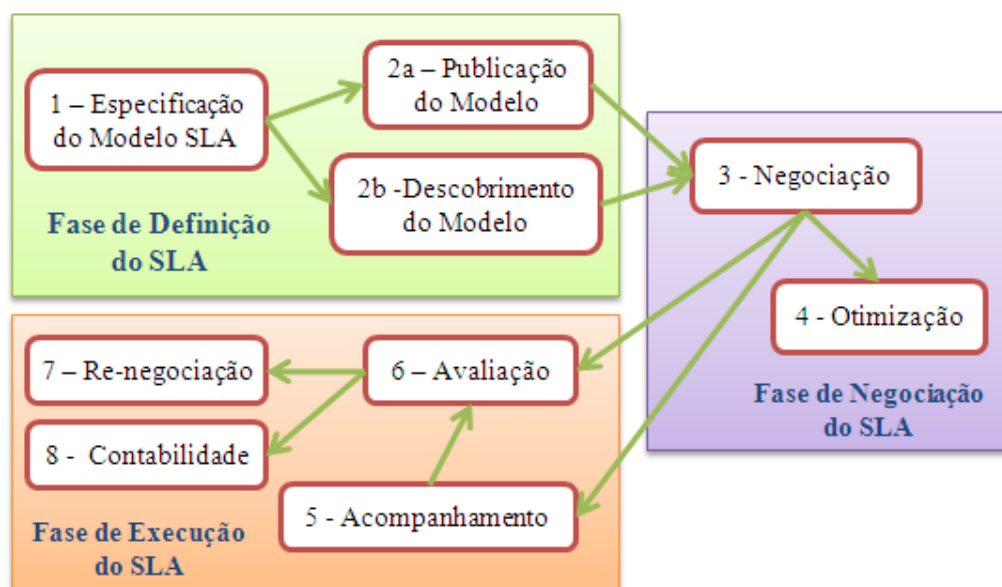 1 – Especificação
do Modelo SLA
2a – Publicação
do Modelo
2b -Descobrimento
do Modelo
Fase de Definição
do SLA
3 - Negociação
4 - Otimização
Fase de Negociação
do SLA
7 – Re-negociação
6 – Avaliação
8 - Contabilidade
5 - Acompanhamento
Fase de Execução
do SLA